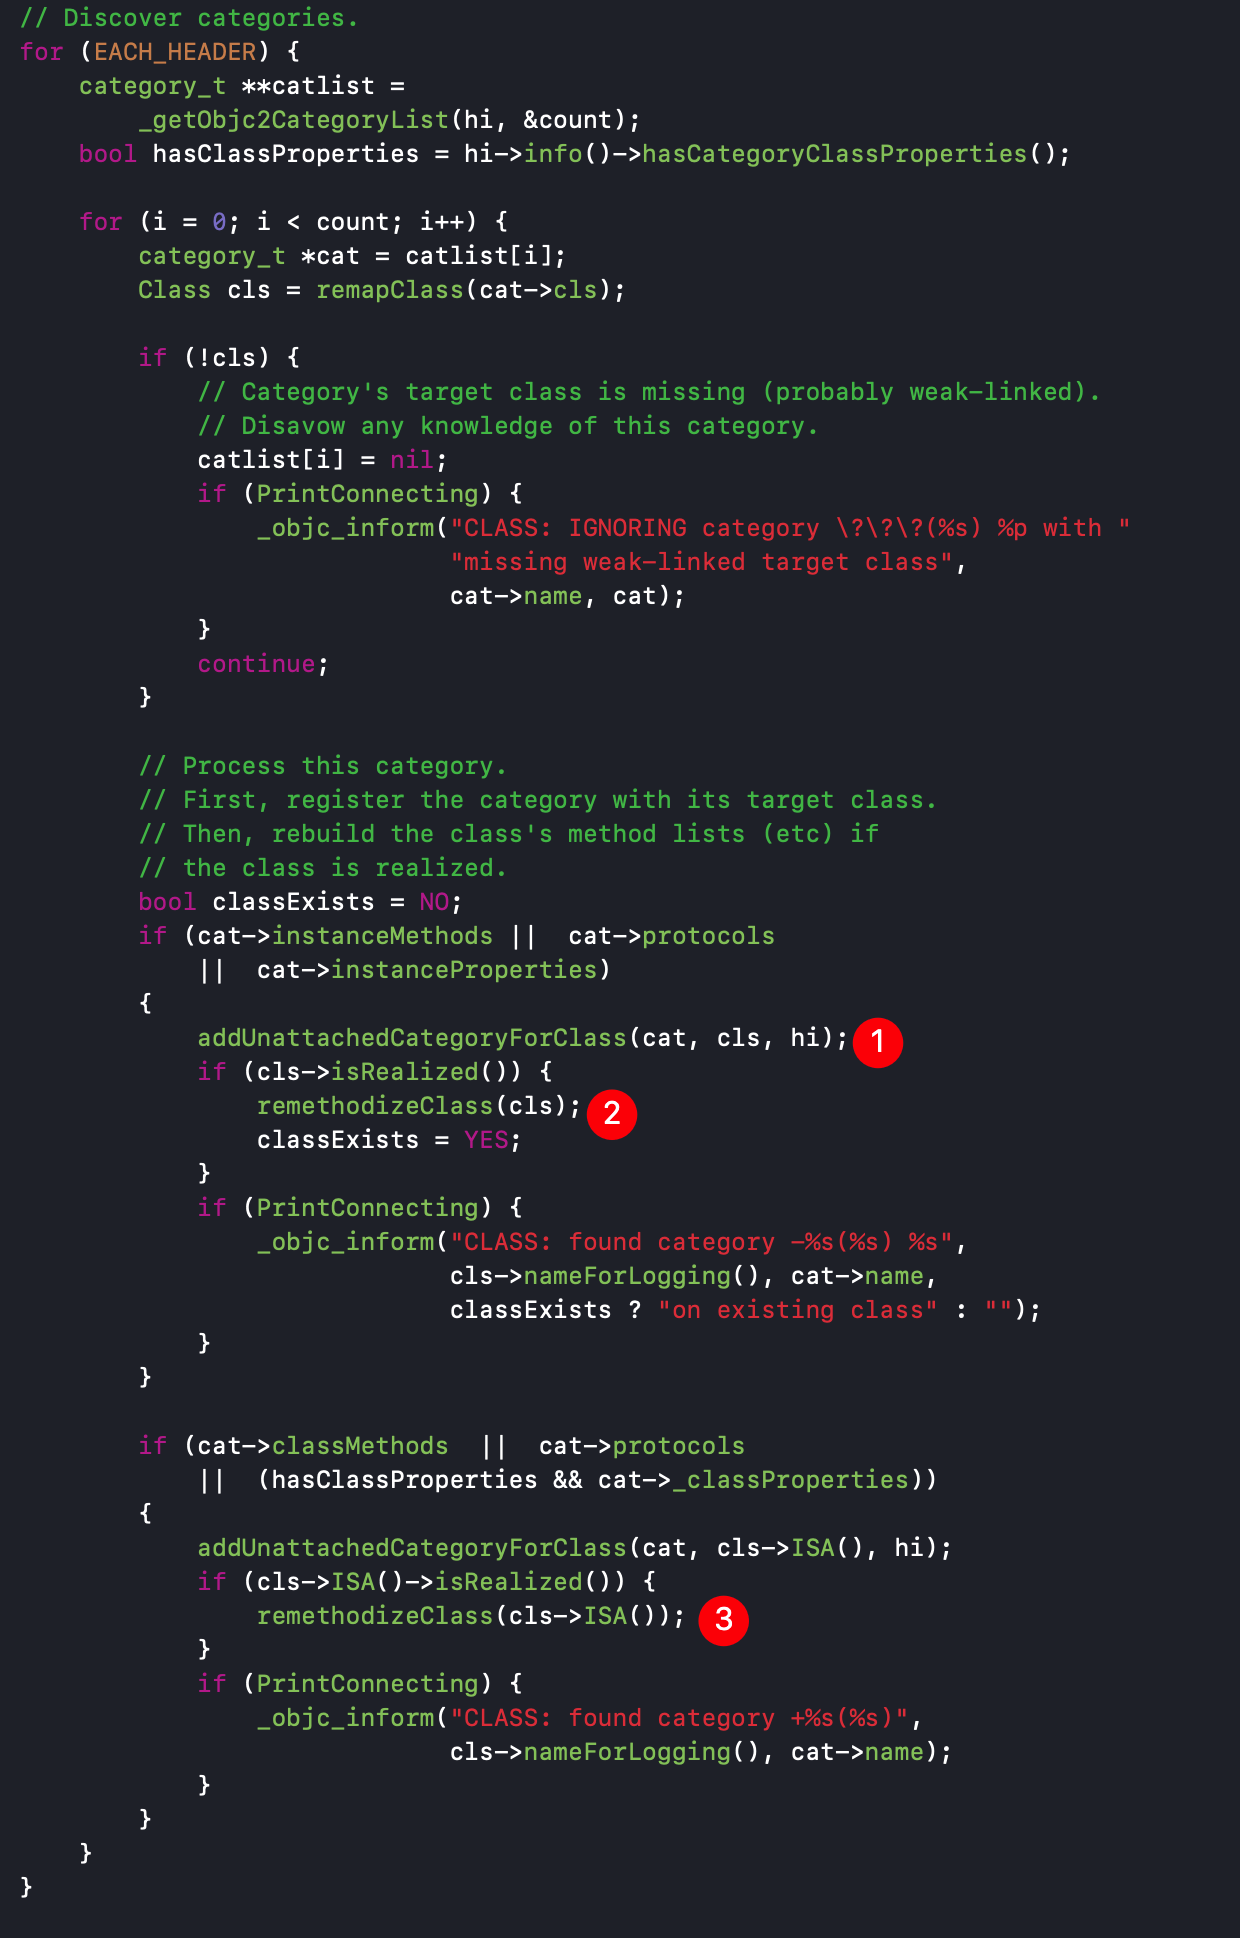 // Discover categories.
for (EACH_HEADER) {
    category_t **catlist =
        _getObjc2CategoryList(hi, &count);
    bool hasClassProperties = hi->info()->hasCategoryClassProperties();

    for (i = 0; i < count; i++) {
        category_t *cat = catlist[i];
        Class cls = remapClass(cat->cls);

        if (!cls) {
            // Category's target class is missing (probably weak-linked).
            // Disavow any knowledge of this category.
            catlist[i] = nil;
            if (PrintConnecting) {
                _objc_inform("CLASS: IGNORING category \?\?\?(%s) %p with "
                             "missing weak-linked target class",
                             cat->name, cat);
            }
            continue;
        }

        // Process this category.
        // First, register the category with its target class.
        // Then, rebuild the class's method lists (etc) if
        // the class is realized.
        bool classExists = NO;
        if (cat->instanceMethods ||  cat->protocols
            ||  cat->instanceProperties)
        {
            addUnattachedCategoryForClass(cat, cls, hi); 1
            if (cls->isRealized()) {
                remethodizeClass(cls); 2
                classExists = YES;
            }
            if (PrintConnecting) {
                _objc_inform("CLASS: found category -%s(%s) %s",
                             cls->nameForLogging(), cat->name,
                             classExists ? "on existing class" : "");
            }
        }

        if (cat->classMethods  ||  cat->protocols
            ||  (hasClassProperties && cat->_classProperties))
        {
            addUnattachedCategoryForClass(cat, cls->ISA(), hi);
            if (cls->ISA()->isRealized()) {
                remethodizeClass(cls->ISA()); 3
            }
            if (PrintConnecting) {
                _objc_inform("CLASS: found category +%s(%s)",
                             cls->nameForLogging(), cat->name);
            }
        }
    }
}